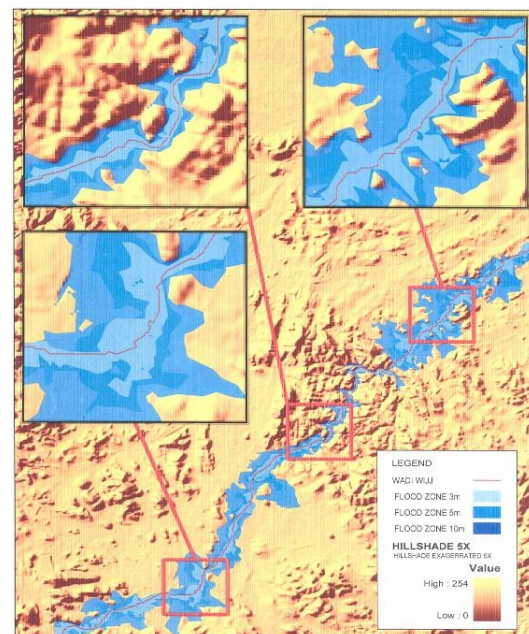 LEGEND
WADI WIJJ
FLOOD ZONE 3m
FLOOD ZONE 5m
FLOOD ZONE 10m
HILLSHADE 5X
HILLSHADE EXAGERRATED 5X
Value
High : 254
Low : 0